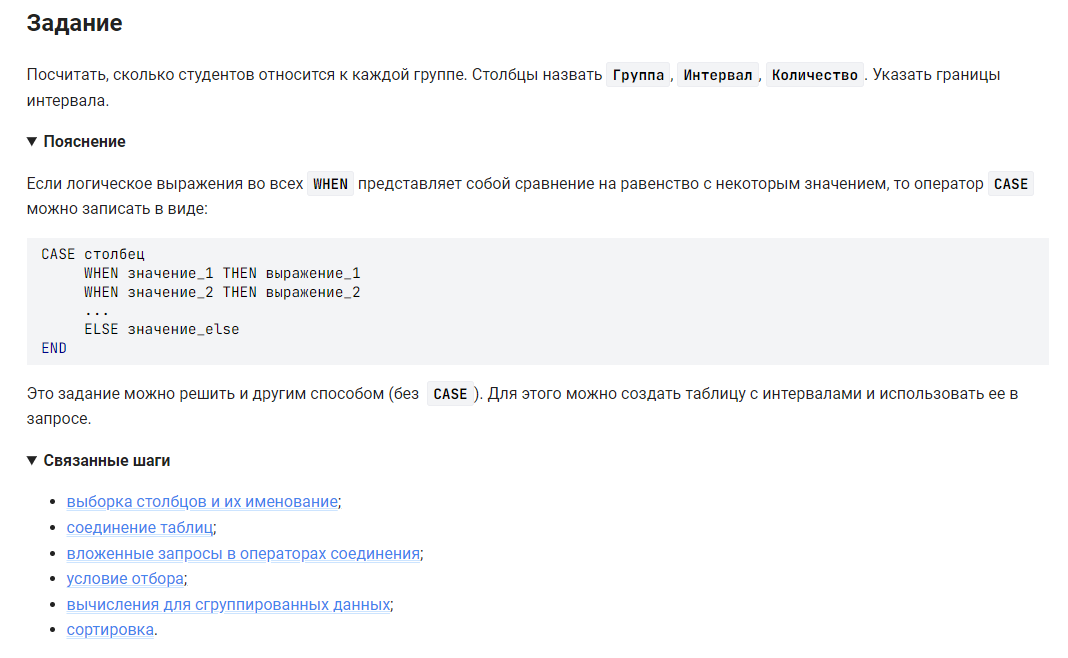 Задание
Посчитать, сколько студентов относится к каждой группе. Столбцы назвать Группа, Интервал, Количество. Указать границы
интервала.
▼ Пояснение
Если логическое выражения во всех WHEN представляет собой сравнение на равенство с некоторым значением, то оператор CASE
можно записать в виде:
CASE столбец
WHEN значение_1 THEN выражение_1
WHEN значение_2 THEN выражение_2
...
ELSE значение_else
END
Это задание можно решить и другим способом (без CASE). Для этого можно создать таблицу с интервалами и использовать ее в
запросе.
▼ Связанные шаги
• выборка столбцов и их именование;
• соединение таблиц;
• вложенные запросы в операторах соединения;
• условие отбора;
• вычисления для сгруппированных данных;
• сортировка.